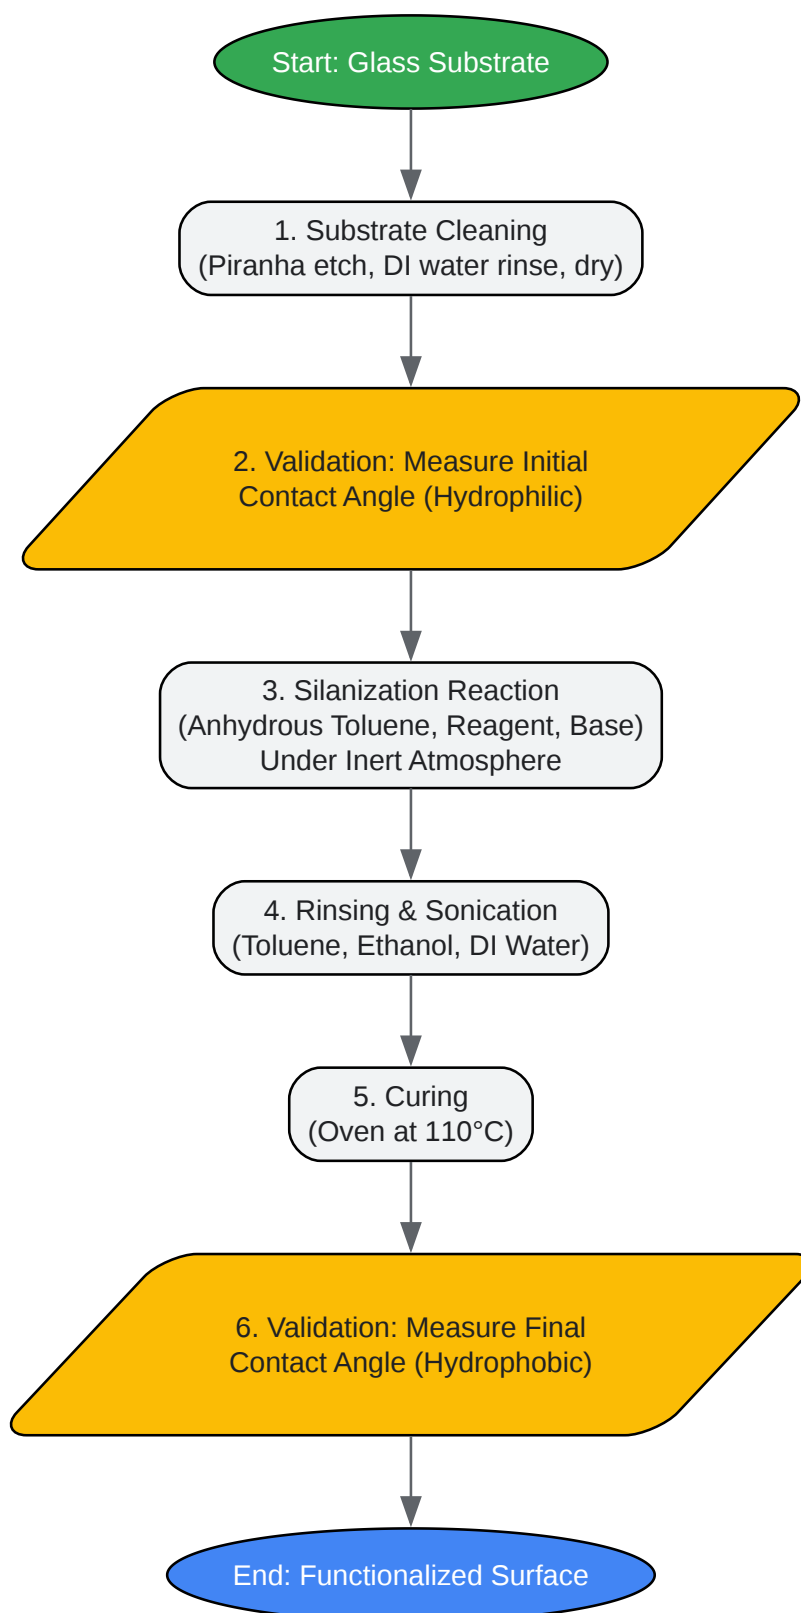 Start: Glass Substrate
1. Substrate Cleaning
(Piranha etch, DI water rinse, dry)
2. Validation: Measure Initial
Contact Angle (Hydrophilic)
3. Silanization Reaction
(Anhydrous Toluene, Reagent, Base)
Under Inert Atmosphere
4. Rinsing & Sonication
(Toluene, Ethanol, DI Water)
5. Curing
(Oven at 110°C)
6. Validation: Measure Final
Contact Angle (Hydrophobic)
End: Functionalized Surface